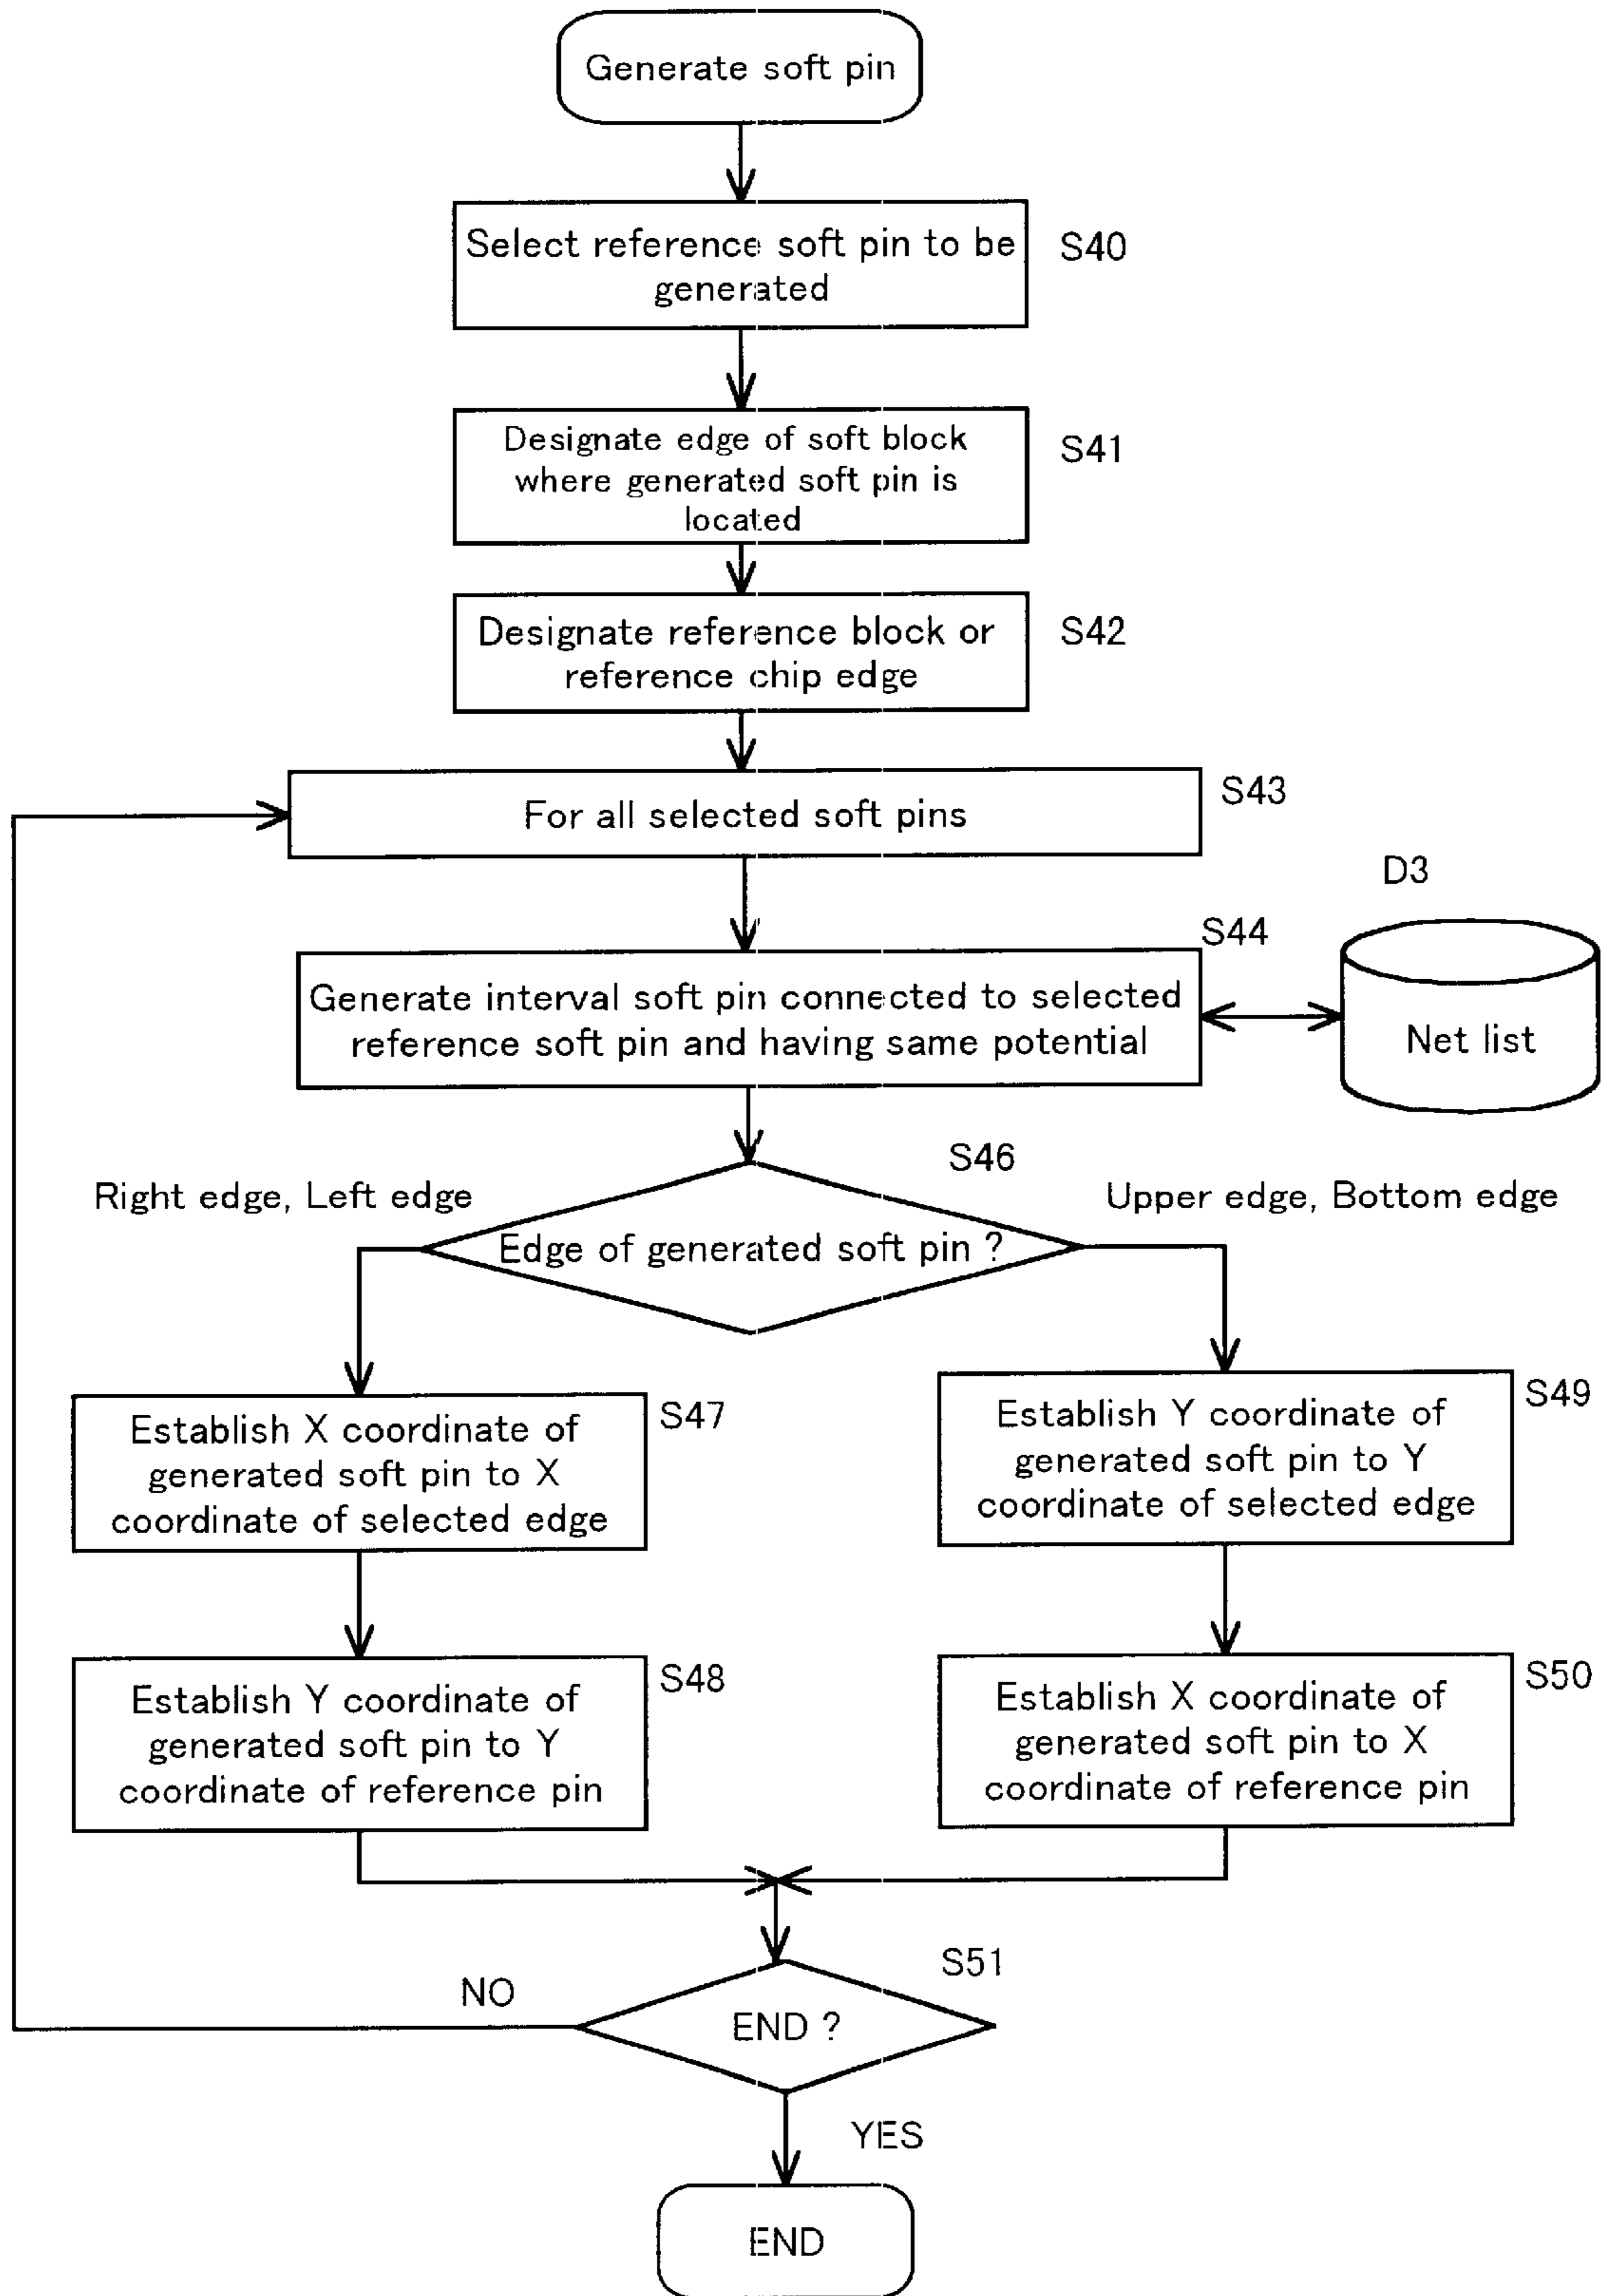 Generate soft pin
Select reference soft pin to be
generated
S40
Designate edge of soft block
where generated soft pin is
located
S41
Designate reference block or
reference chip edge
S42
For all selected soft pins
S43
D3
S44
Generate interval soft pin connected to selected
reference soft pin and having same potential
Net list
S46
Right edge, Left edge
Upper edge, Bottom edge
Edge of generated soft pin ?
Establish X coordinate of
generated soft pin to X
coordinate of selected edge
S47
Establish Y coordinate of
generated soft pin to Y
coordinate of selected edge
S49
Establish Y coordinate of
generated soft pin to Y
coordinate of reference pin
S48
Establish X coordinate of
generated soft pin to X
coordinate of reference pin
S50
S51
NO
END ?
YES
END